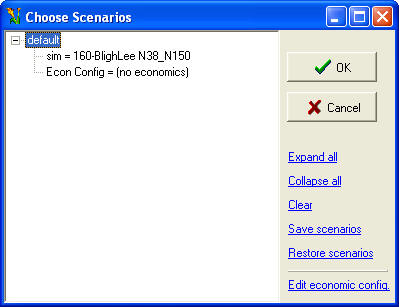 Choose Scenarios
default
sim = 160-BlighLee N38_N150
Econ Config = (no economics)
OK
Cancel
Expand all
Collapse all
Clear
Save scenarios
Restore scenarios
Edit economic config.